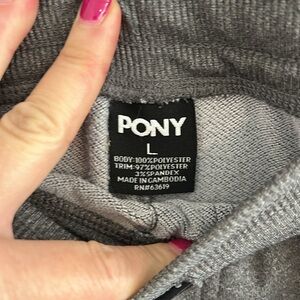 PONY
L
BODY:100%POLYESTER
TRIM:97%POLYESTER
3%SPANDEX
MADE IN CAMBODIA
RN#63619